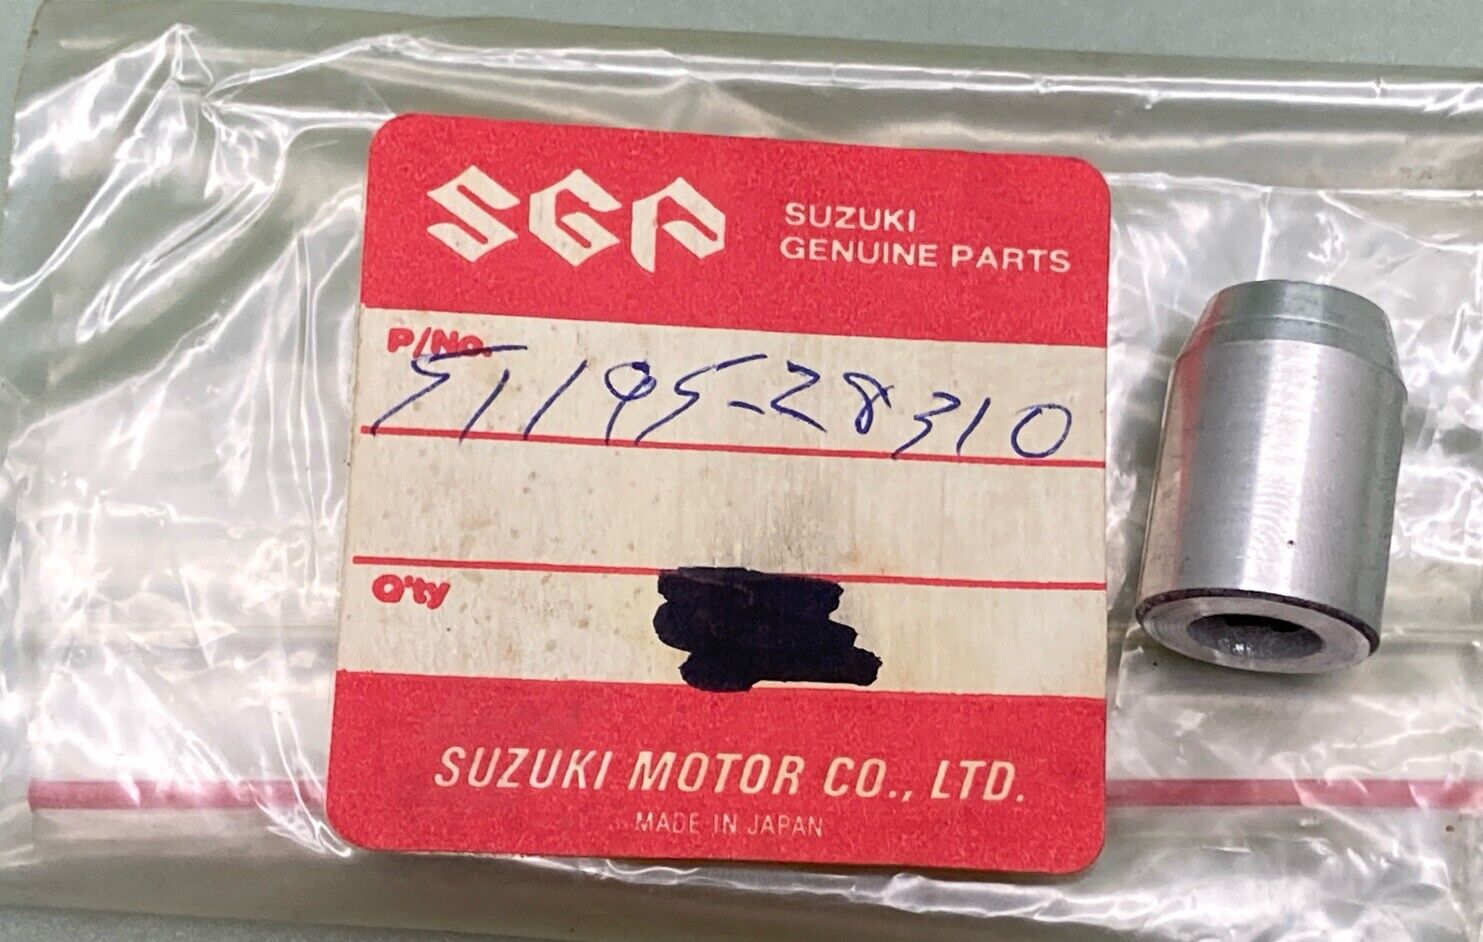 SGP
SUZUKI
GENUINE PARTS
P/No.
51195-28310
Q'ty
SUZUKI MOTOR CO., LTD.
MADE IN JAPAN